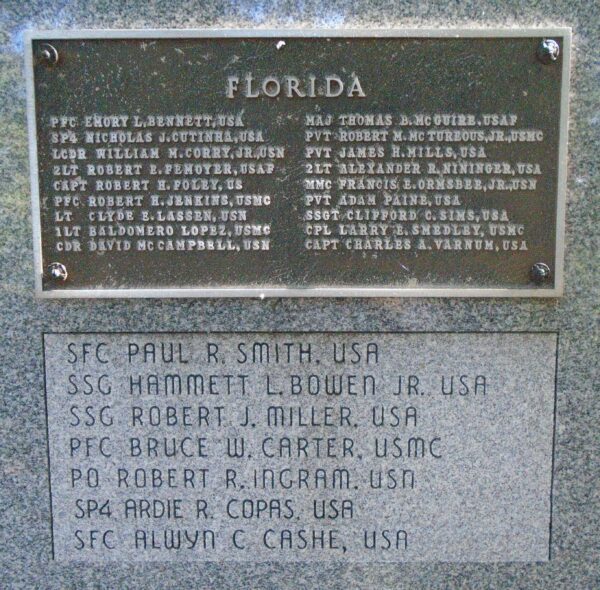 FLORIDA
PFC EMORY L. BENNETT, USA
SP4 NICHOLAS J. CUTINHA, USA
LCDR WILLIAM M. CORRY, JR., USN
2LT ROBERT E. FEMOYER, USAF
CAPT ROBERT H. FOLEY, US
PFC ROBERT H. JENKINS, USMC
LT CLYDE E. LASSEN, USN
1LT BALDOMERO LOPEZ, USMC
CDR DAVID MC CAMPBELL, USN
MAJ THOMAS B. MC GUIRE, USAF
PVT ROBERT M. MC TUREOUS, JR., USMC
PVT JAMES H. MILLS, USA
2LT ALEXANDER R. NININGER, USA
MMC FRANCIS E. ORMSBEE, JR., USN
PVT ADAM PAINE, USA
SSGT CLIFFORD C. SIMS, USA
CPL LARRY E. SMEDLEY, USMC
CAPT CHARLES A. VARNUM, USA
SFC PAUL R. SMITH. USA
SSG HAMMETT L. BOWEN JR. USA
SSG ROBERT J. MILLER. USA
PFC BRUCE W. CARTER, USMC
PO ROBERT R. INGRAM. USN
SP4 ARDIE R. COPAS, USA
SFC ALWYN C CASHE, USA